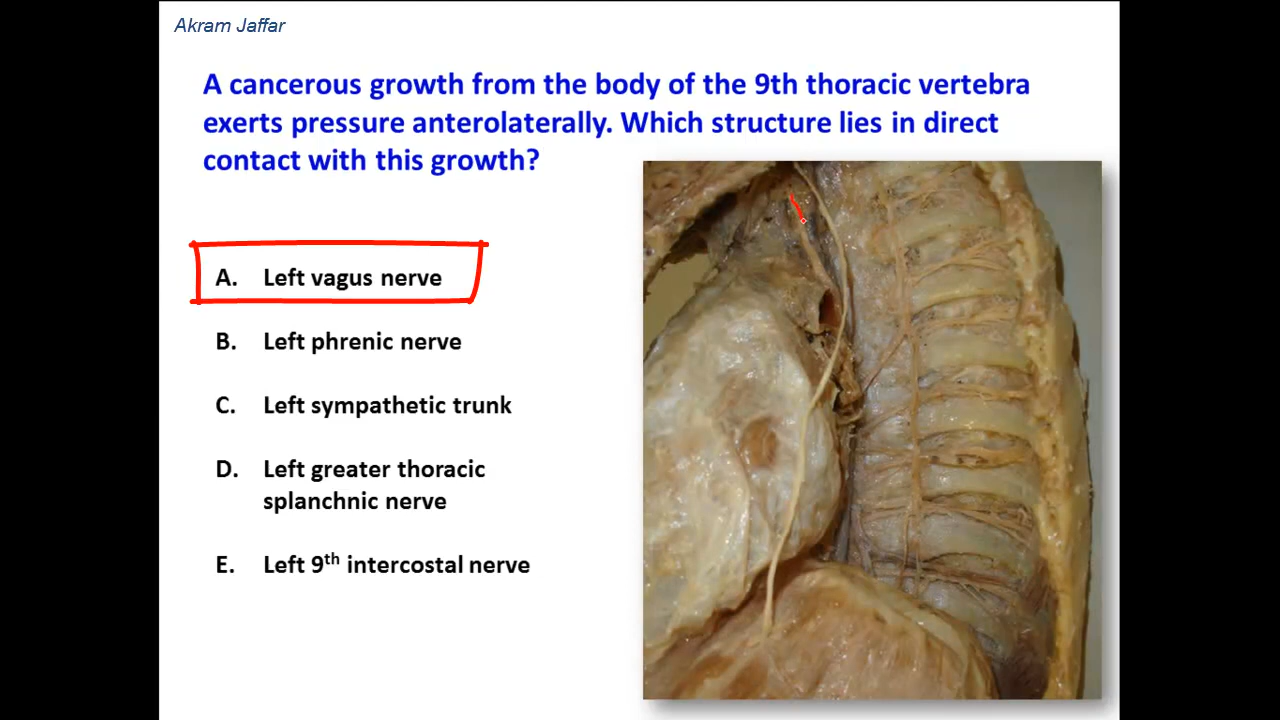 Akram Jaffar
A cancerous growth from the body of the 9th thoracic vertebra
exerts pressure anterolaterally. Which structure lies in direct
contact with this growth?
A. Left vagus nerve
B. Left phrenic nerve
C. Left sympathetic trunk
D. Left greater thoracic
splanchnic nerve
E. Left 9th intercostal nerve